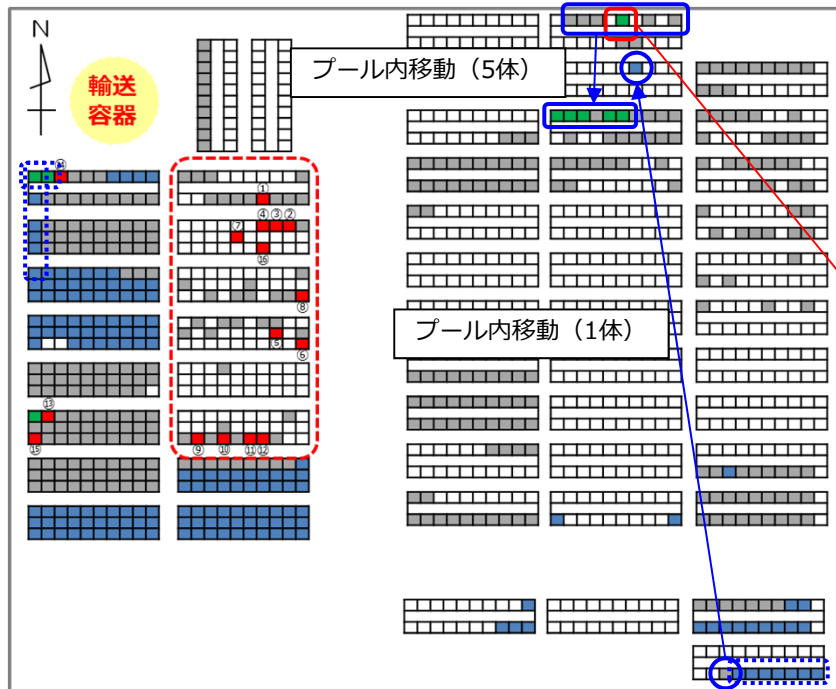 N
輸送
容器
プール内移動（5体）
⑭
①
④③②
⑦
⑯
⑧
⑤
⑥
プール内移動（1体）
⑬
⑮
⑨ ⑩ ⑪⑫